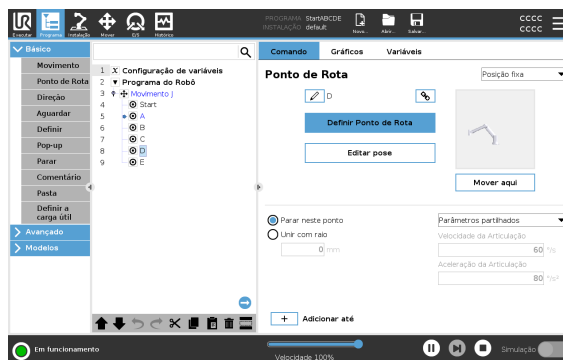 PROGRAMA StartABCDE
INSTALAÇÃO default
Executar Programa Instalação Mover E/S Histórico
Nova... Abrir... Salvar...
CCCC
CCCC
Básico
Movimento
Ponto de Rota
Direção
Aguardar
Definir
Pop-up
Parar
Comentário
Pasta
Definir a
carga útil
Avançado
Modelos
1 X Configuração de variáveis
2 Programa do Robô
3 Movimento J
4 Start
5 A
6 B
7 C
8 D
9 E
Comando Gráficos Variáveis
Ponto de Rota
Posição fixa
D
Definir Ponto de Rota
Editar pose
Mover aqui
Parar neste ponto
Unir com raio
0 mm
Parâmetros partilhados
Velocidade da Articulação
60 °/s
Aceleração da Articulação
80 °/s²
+ Adicionar até
Em funcionamento
Velocidade 100%
Simulação